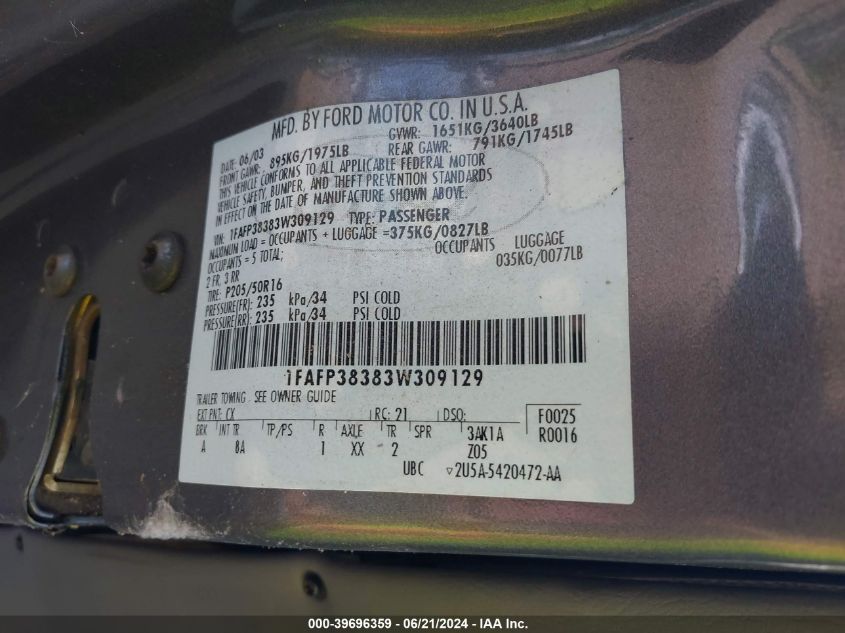 MFD. BY FORD MOTOR CO. IN U.S.A.
DATE: 06/03 GVWR: 1651KG/3640LB
FRONT GAWR: 895KG/1975LB REAR GAWR: 791KG/1745LB
THIS VEHICLE CONFORMS TO ALL APPLICABLE FEDERAL MOTOR
VEHICLE SAFETY, BUMPER, AND THEFT PREVENTION STANDARDS
IN EFFECT ON THE DATE OF MANUFACTURE SHOWN ABOVE.
VIN: 1FAFP38383W309129 TYPE: PASSENGER
MAXIMUM LOAD = OCCUPANTS + LUGGAGE =375KG/0827LB
OCCUPANTS = 5 TOTAL; OCCUPANTS LUGGAGE
2 FR, 3 RR 035KG/0077LB
TIRE: P205/50R16
PRESSURE(FR): 235 kPa/34 PSI COLD
PRESSURE(RR): 235 kPa/34 PSI COLD
1FAFP38383W309129
TRAILER TOWING - SEE OWNER GUIDE
EXT PNT: CX RC: 21 DSO: F0025
BRK INT TR TP/PS R AXLE TR SPR 3AK1A R0016
A 8A 1 XX 2 Z05
UBC ▽2U5A-5420472-AA
000-39696359 - 06/21/2024 - IAA Inc.